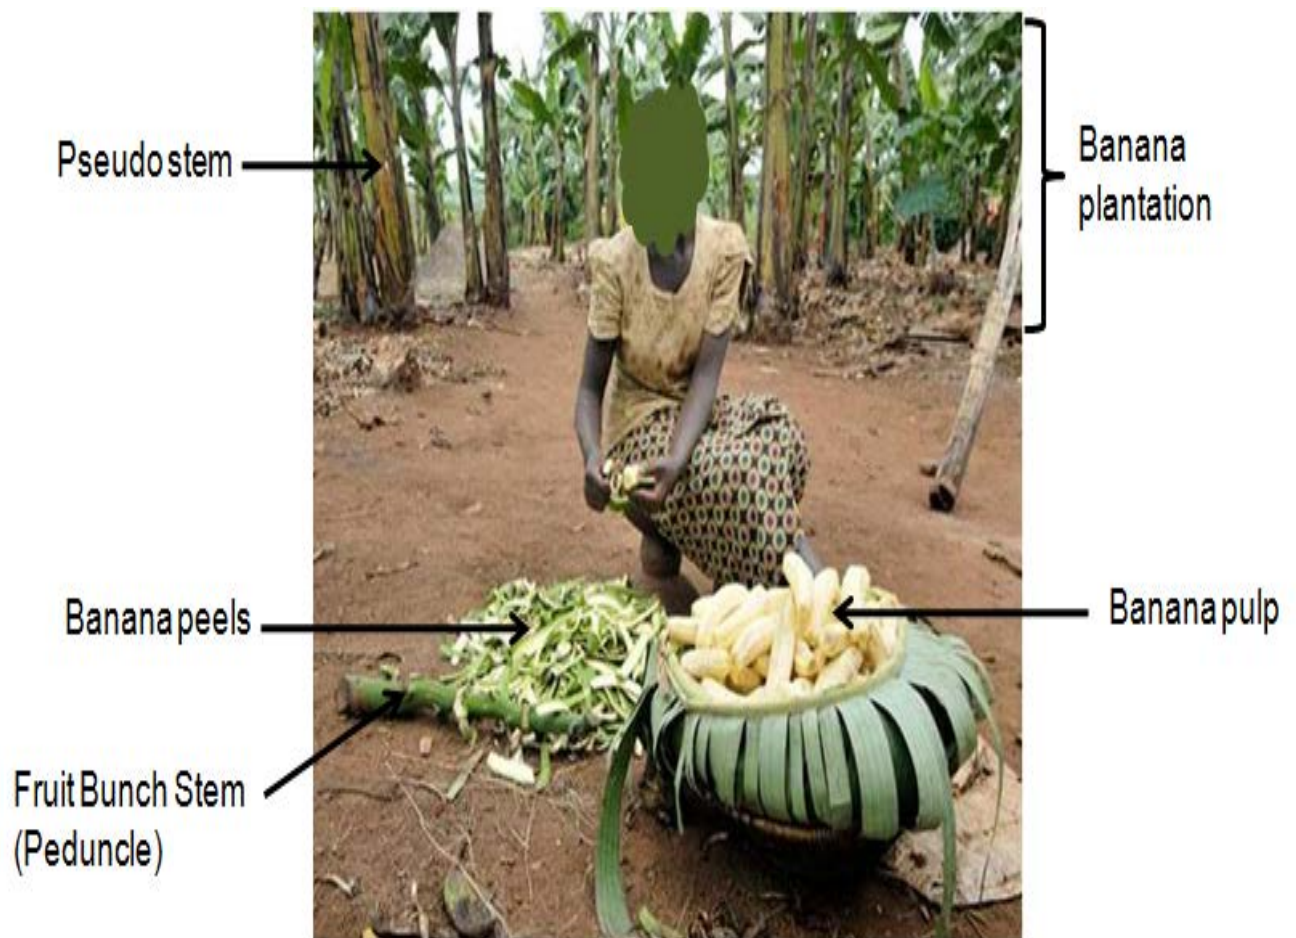 Pseudo stem
Banana
plantation
Banana peels
Banana pulp
Fruit Bunch Stem
(Peduncle)